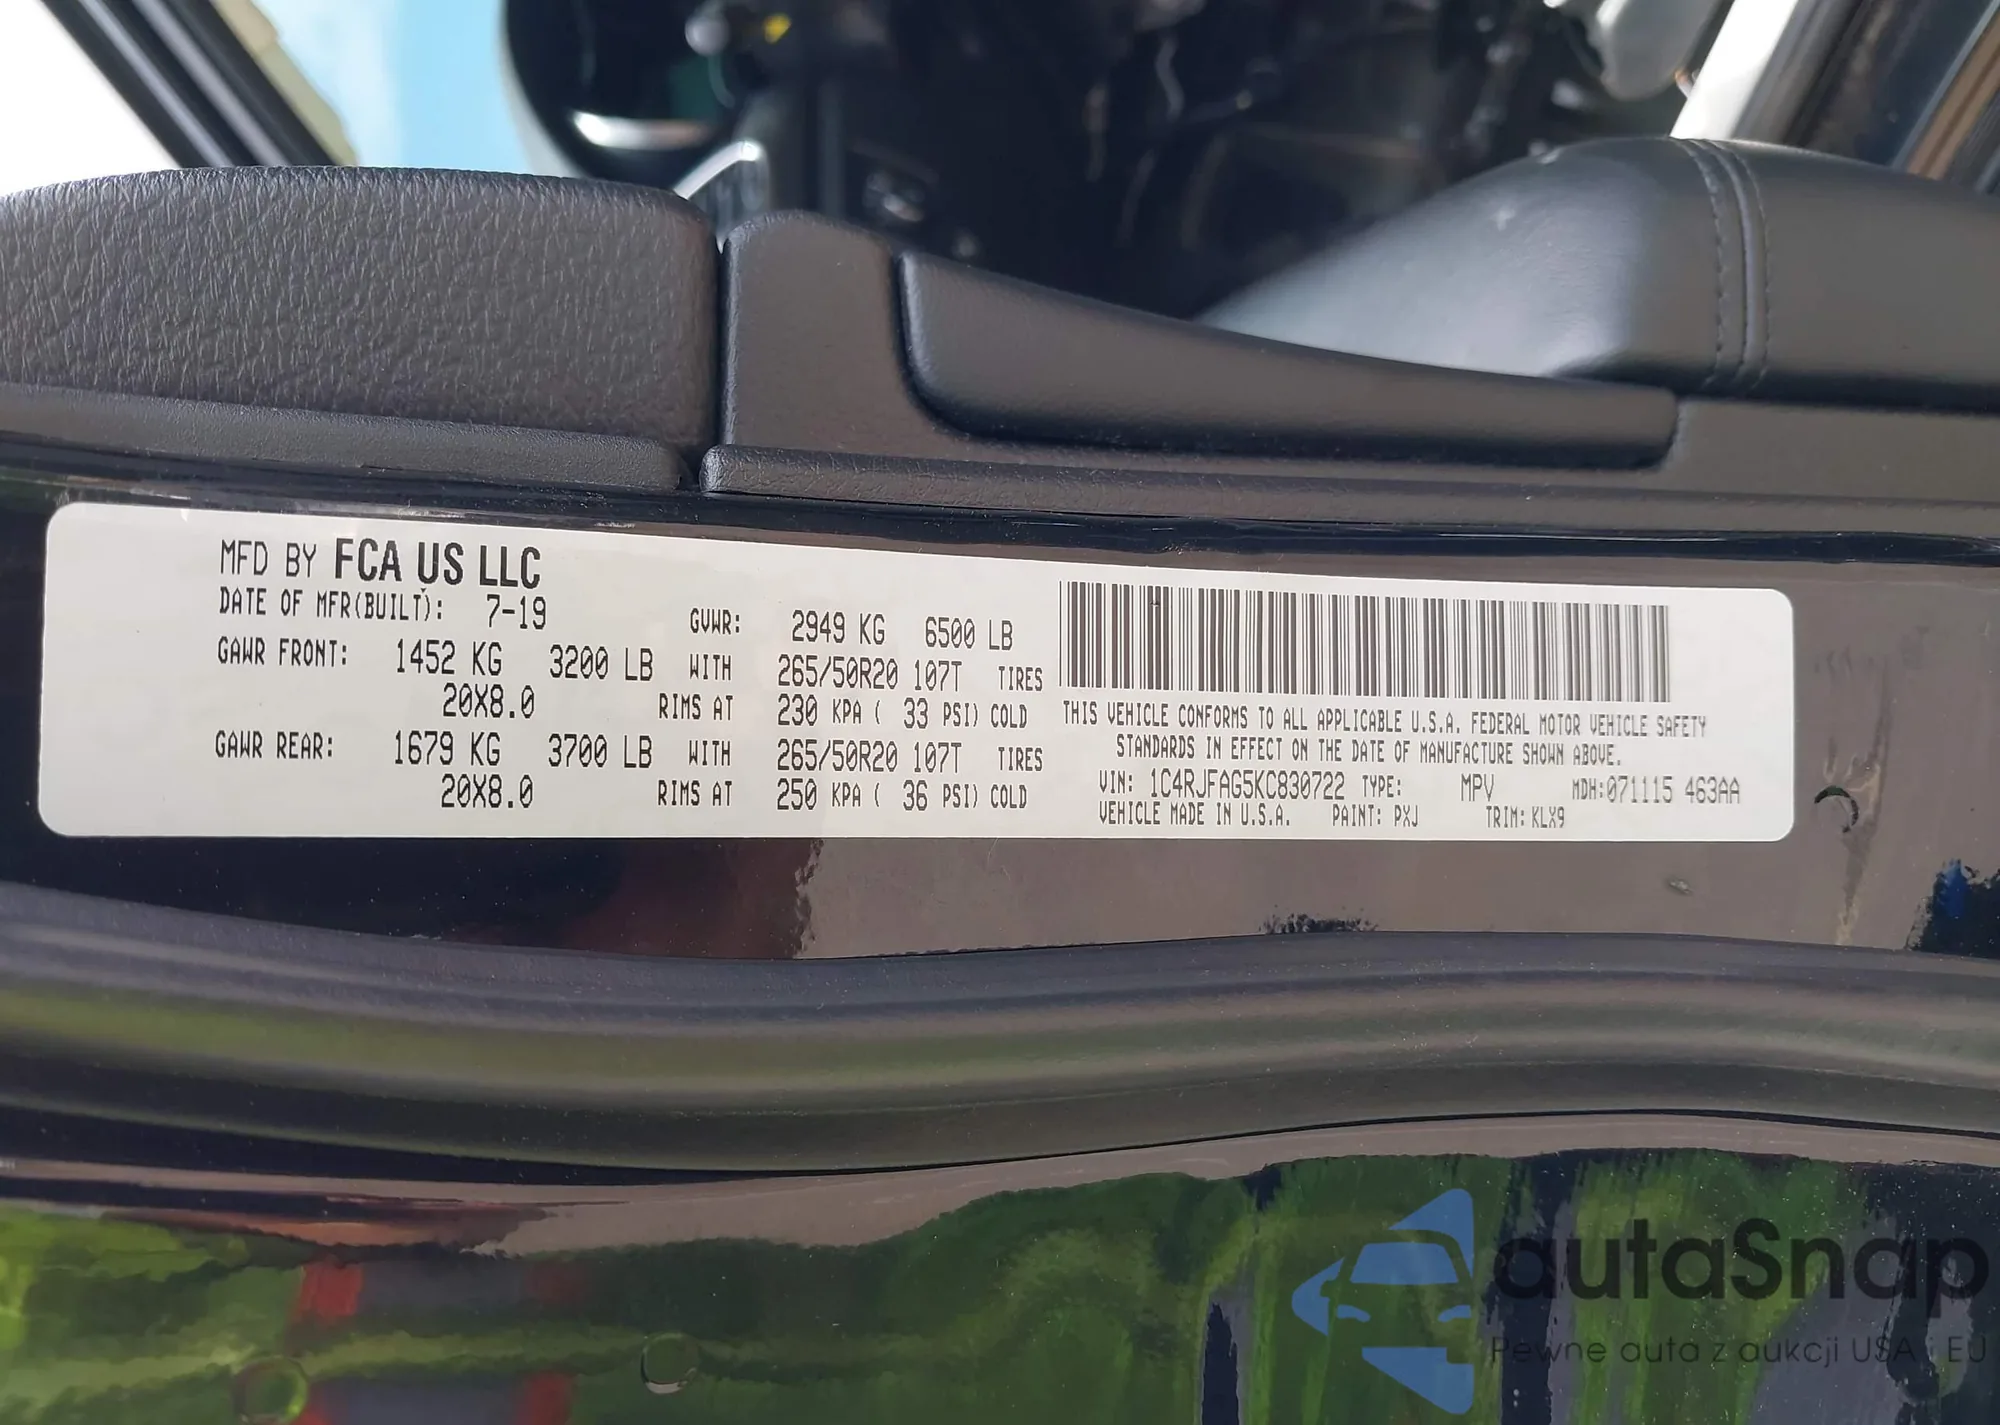 MFD BY FCA US LLC
DATE OF MFR(BUILT): 7-19 GVWR: 2949 KG 6500 LB
GAWR FRONT: 1452 KG 3200 LB WITH 265/50R20 107T TIRES
20X8.0 RIMS AT 230 KPA ( 33 PSI) COLD
GAWR REAR: 1679 KG 3700 LB WITH 265/50R20 107T TIRES
20X8.0 RIMS AT 250 KPA ( 36 PSI) COLD
THIS VEHICLE CONFORMS TO ALL APPLICABLE U.S.A. FEDERAL MOTOR VEHICLE SAFETY
STANDARDS IN EFFECT ON THE DATE OF MANUFACTURE SHOWN ABOVE.
VIN: 1C4RJFAG5KC830722 TYPE: MPV MDH:071115 463AA
VEHICLE MADE IN U.S.A. PAINT: PXJ TRIM: KLX9
autaSnap
Pewne auta z aukcji USA i EU